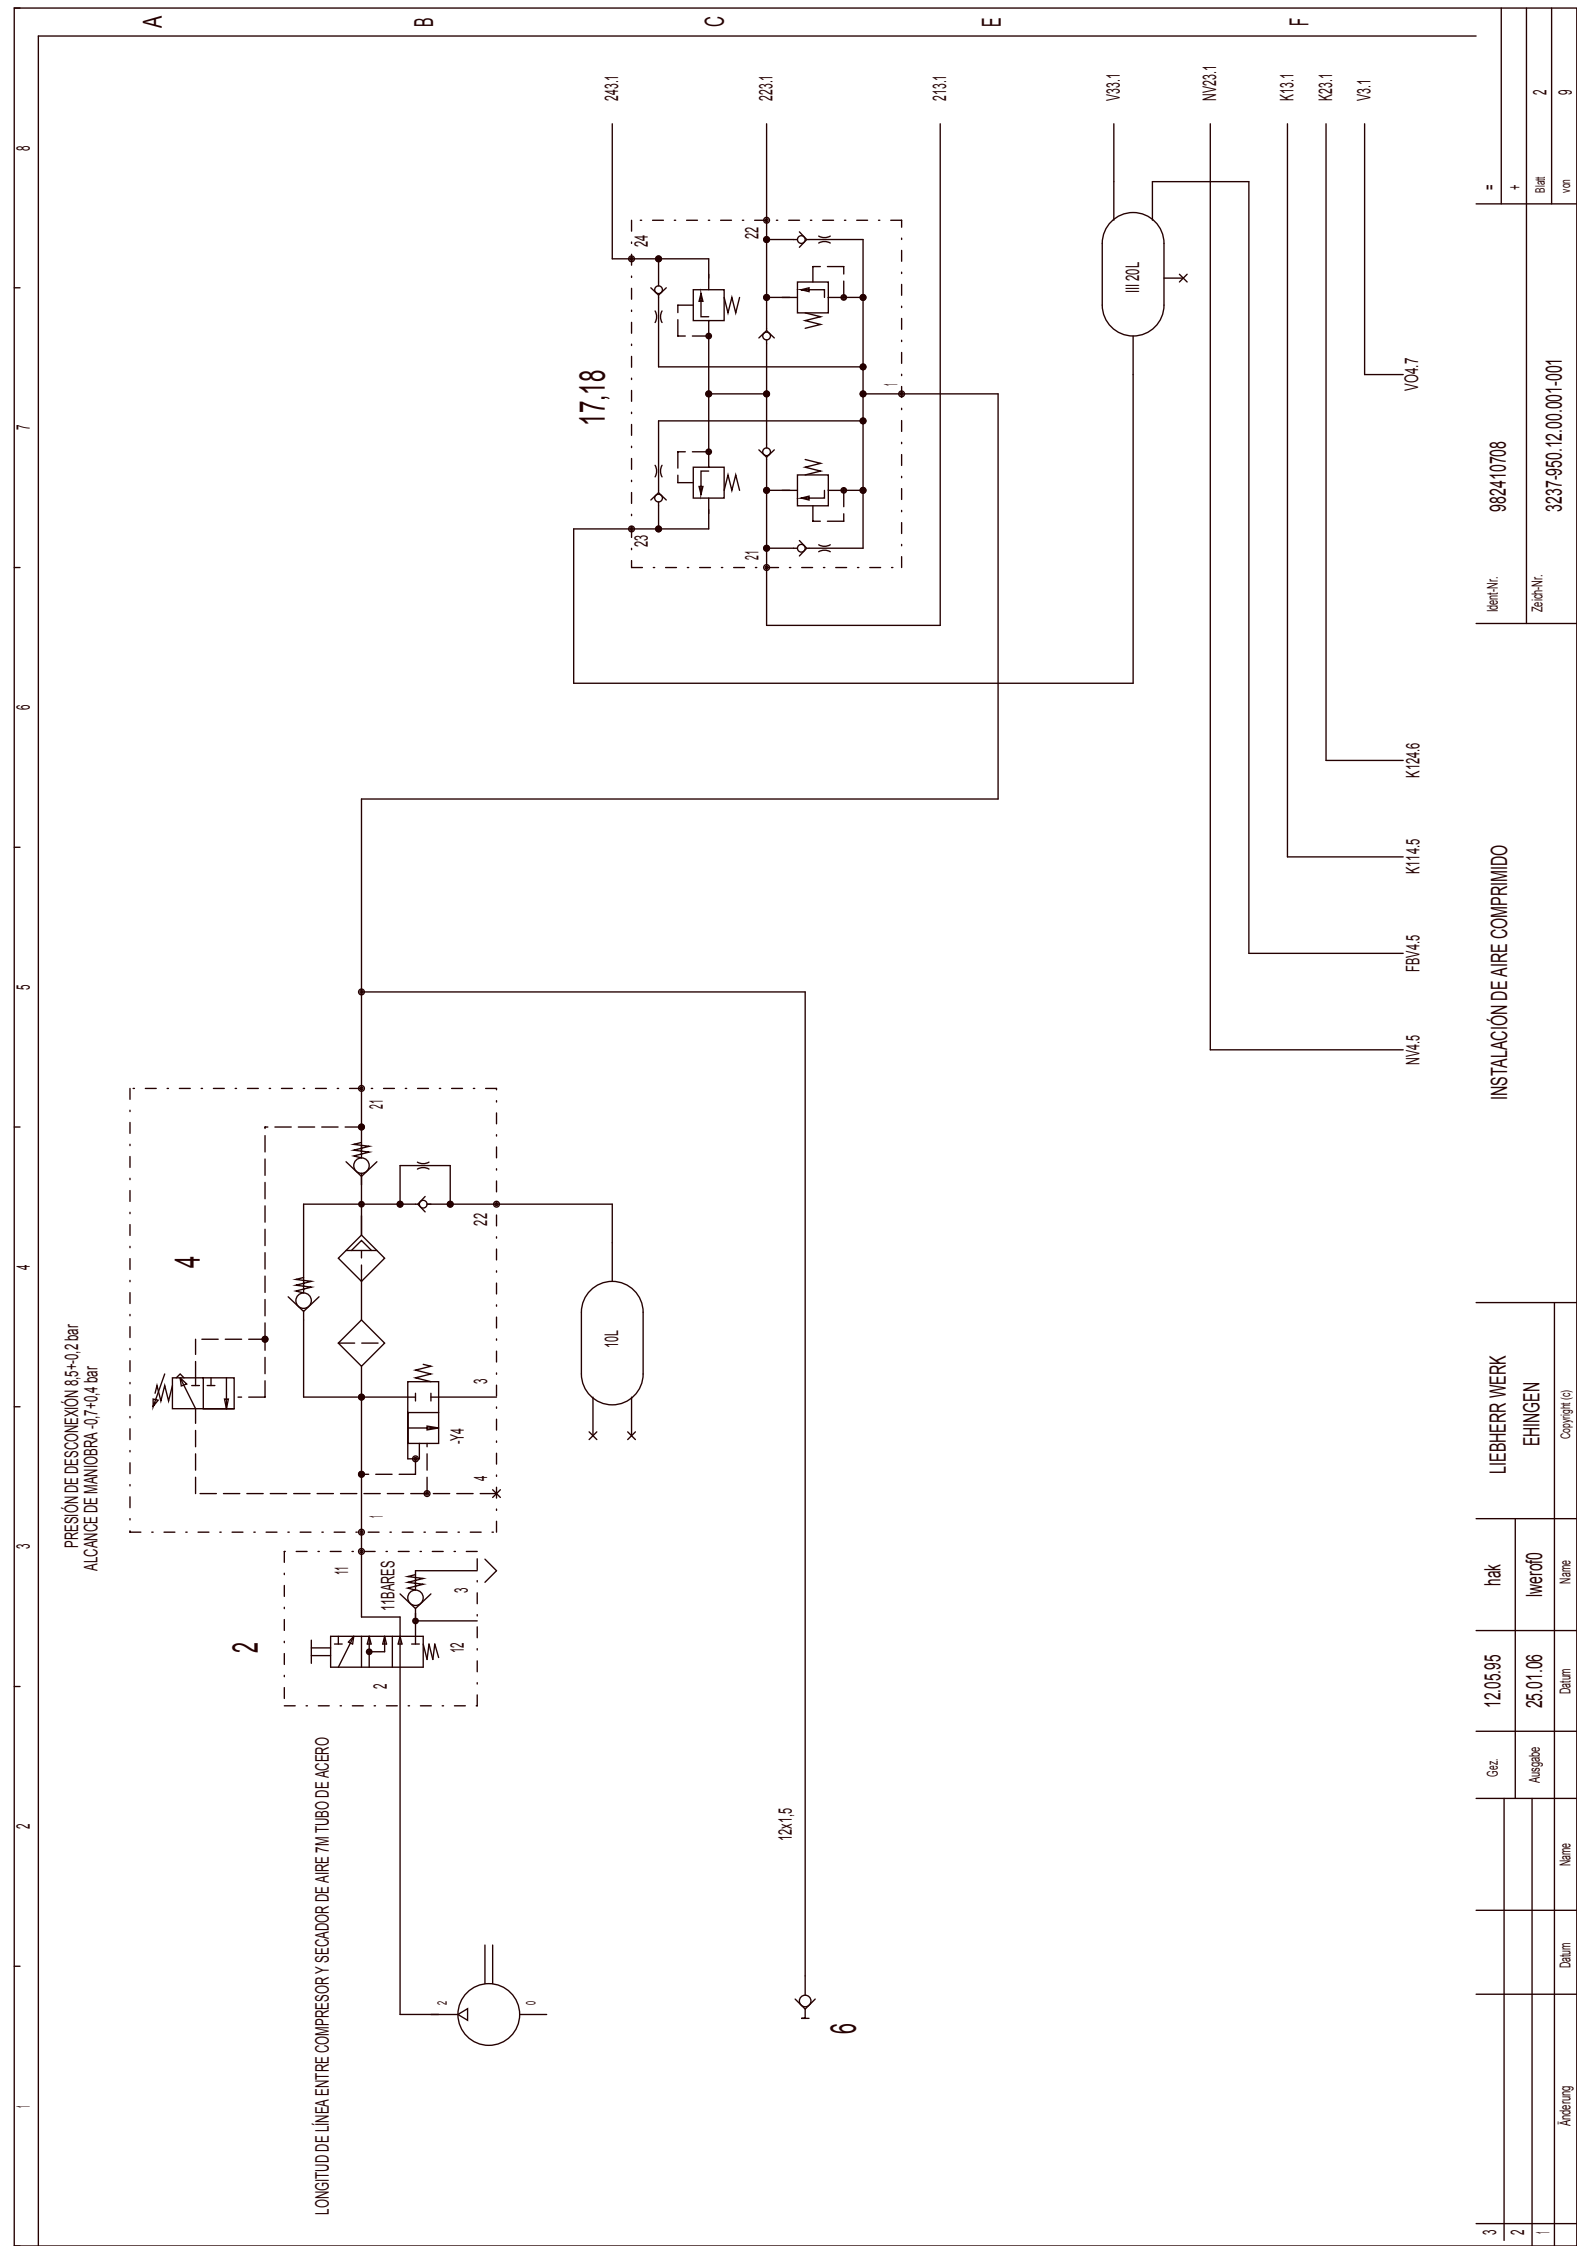 1 2 3 4 5 6 7 8
A
B
C
E
F
PRESIÓN DE DESCONEXIÓN 8,5+-0,2 bar
ALCANCE DE MANIOBRA -0,7+0,4 bar
LONGITUD DE LÍNEA ENTRE COMPRESOR Y SECADOR DE AIRE 7M TUBO DE ACERO
2
0
2
2
11
11BARES
12
3
4
1
4
-Y4
3
22
21
10L
12x1,5
6
17,18
23
24
21
22
1
III 20L
243.1
223.1
213.1
V33.1
NV23.1
K13.1
K23.1
V3.1
NV4.5
FBV4.5
K114.5
K124.6
VO4.7
3
2
1
Änderung
Datum
Name
Gez.
12.05.95
hak
Ausgabe
25.01.06
lwerof0
Datum
Name
LIEBHERR WERK
EHINGEN
Copyright (c)
INSTALACIÓN DE AIRE COMPRIMIDO
Ident-Nr.
982410708
Zeich-Nr.
3237-950.12.00.001-001
=
+
Blatt 2
von 9